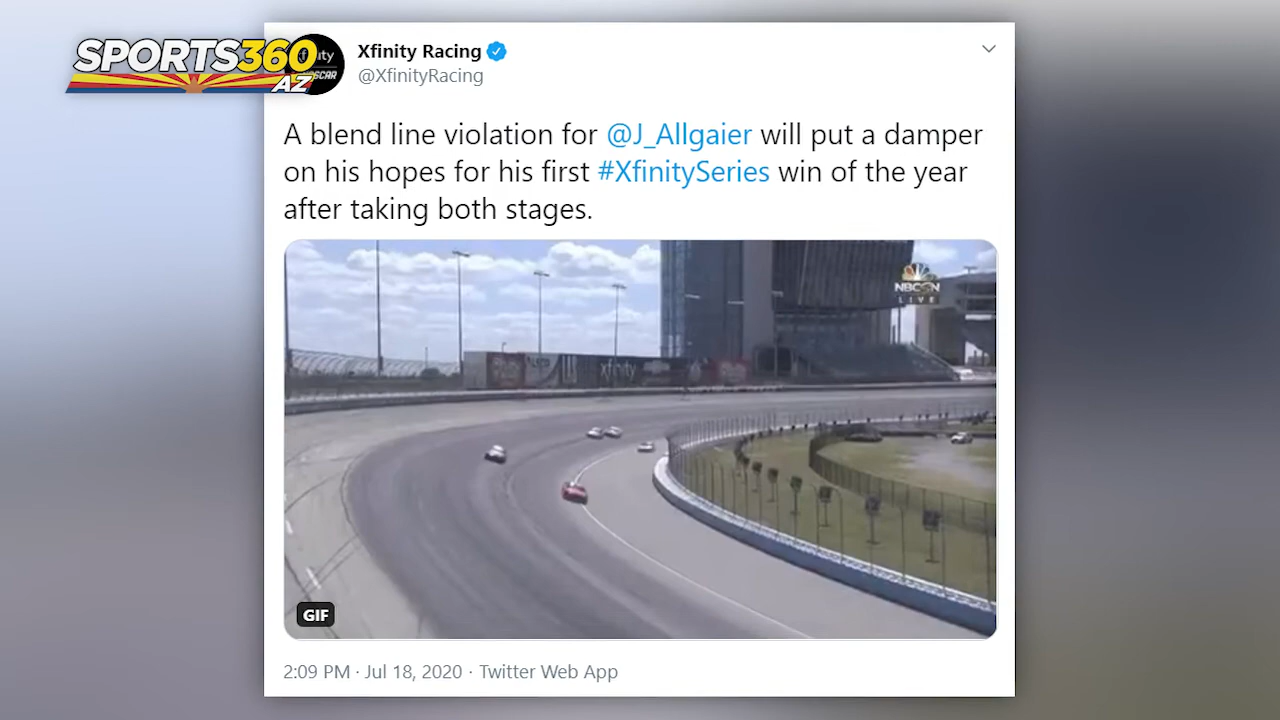 SPORTS360
AZ
Xfinity Racing
@XfinityRacing
A blend line violation for @J_Allgaier will put a damper
on his hopes for his first #XfinitySeries win of the year
after taking both stages.
NBCSN
LIVE
xfinity
GIF
2:09 PM · Jul 18, 2020 · Twitter Web App